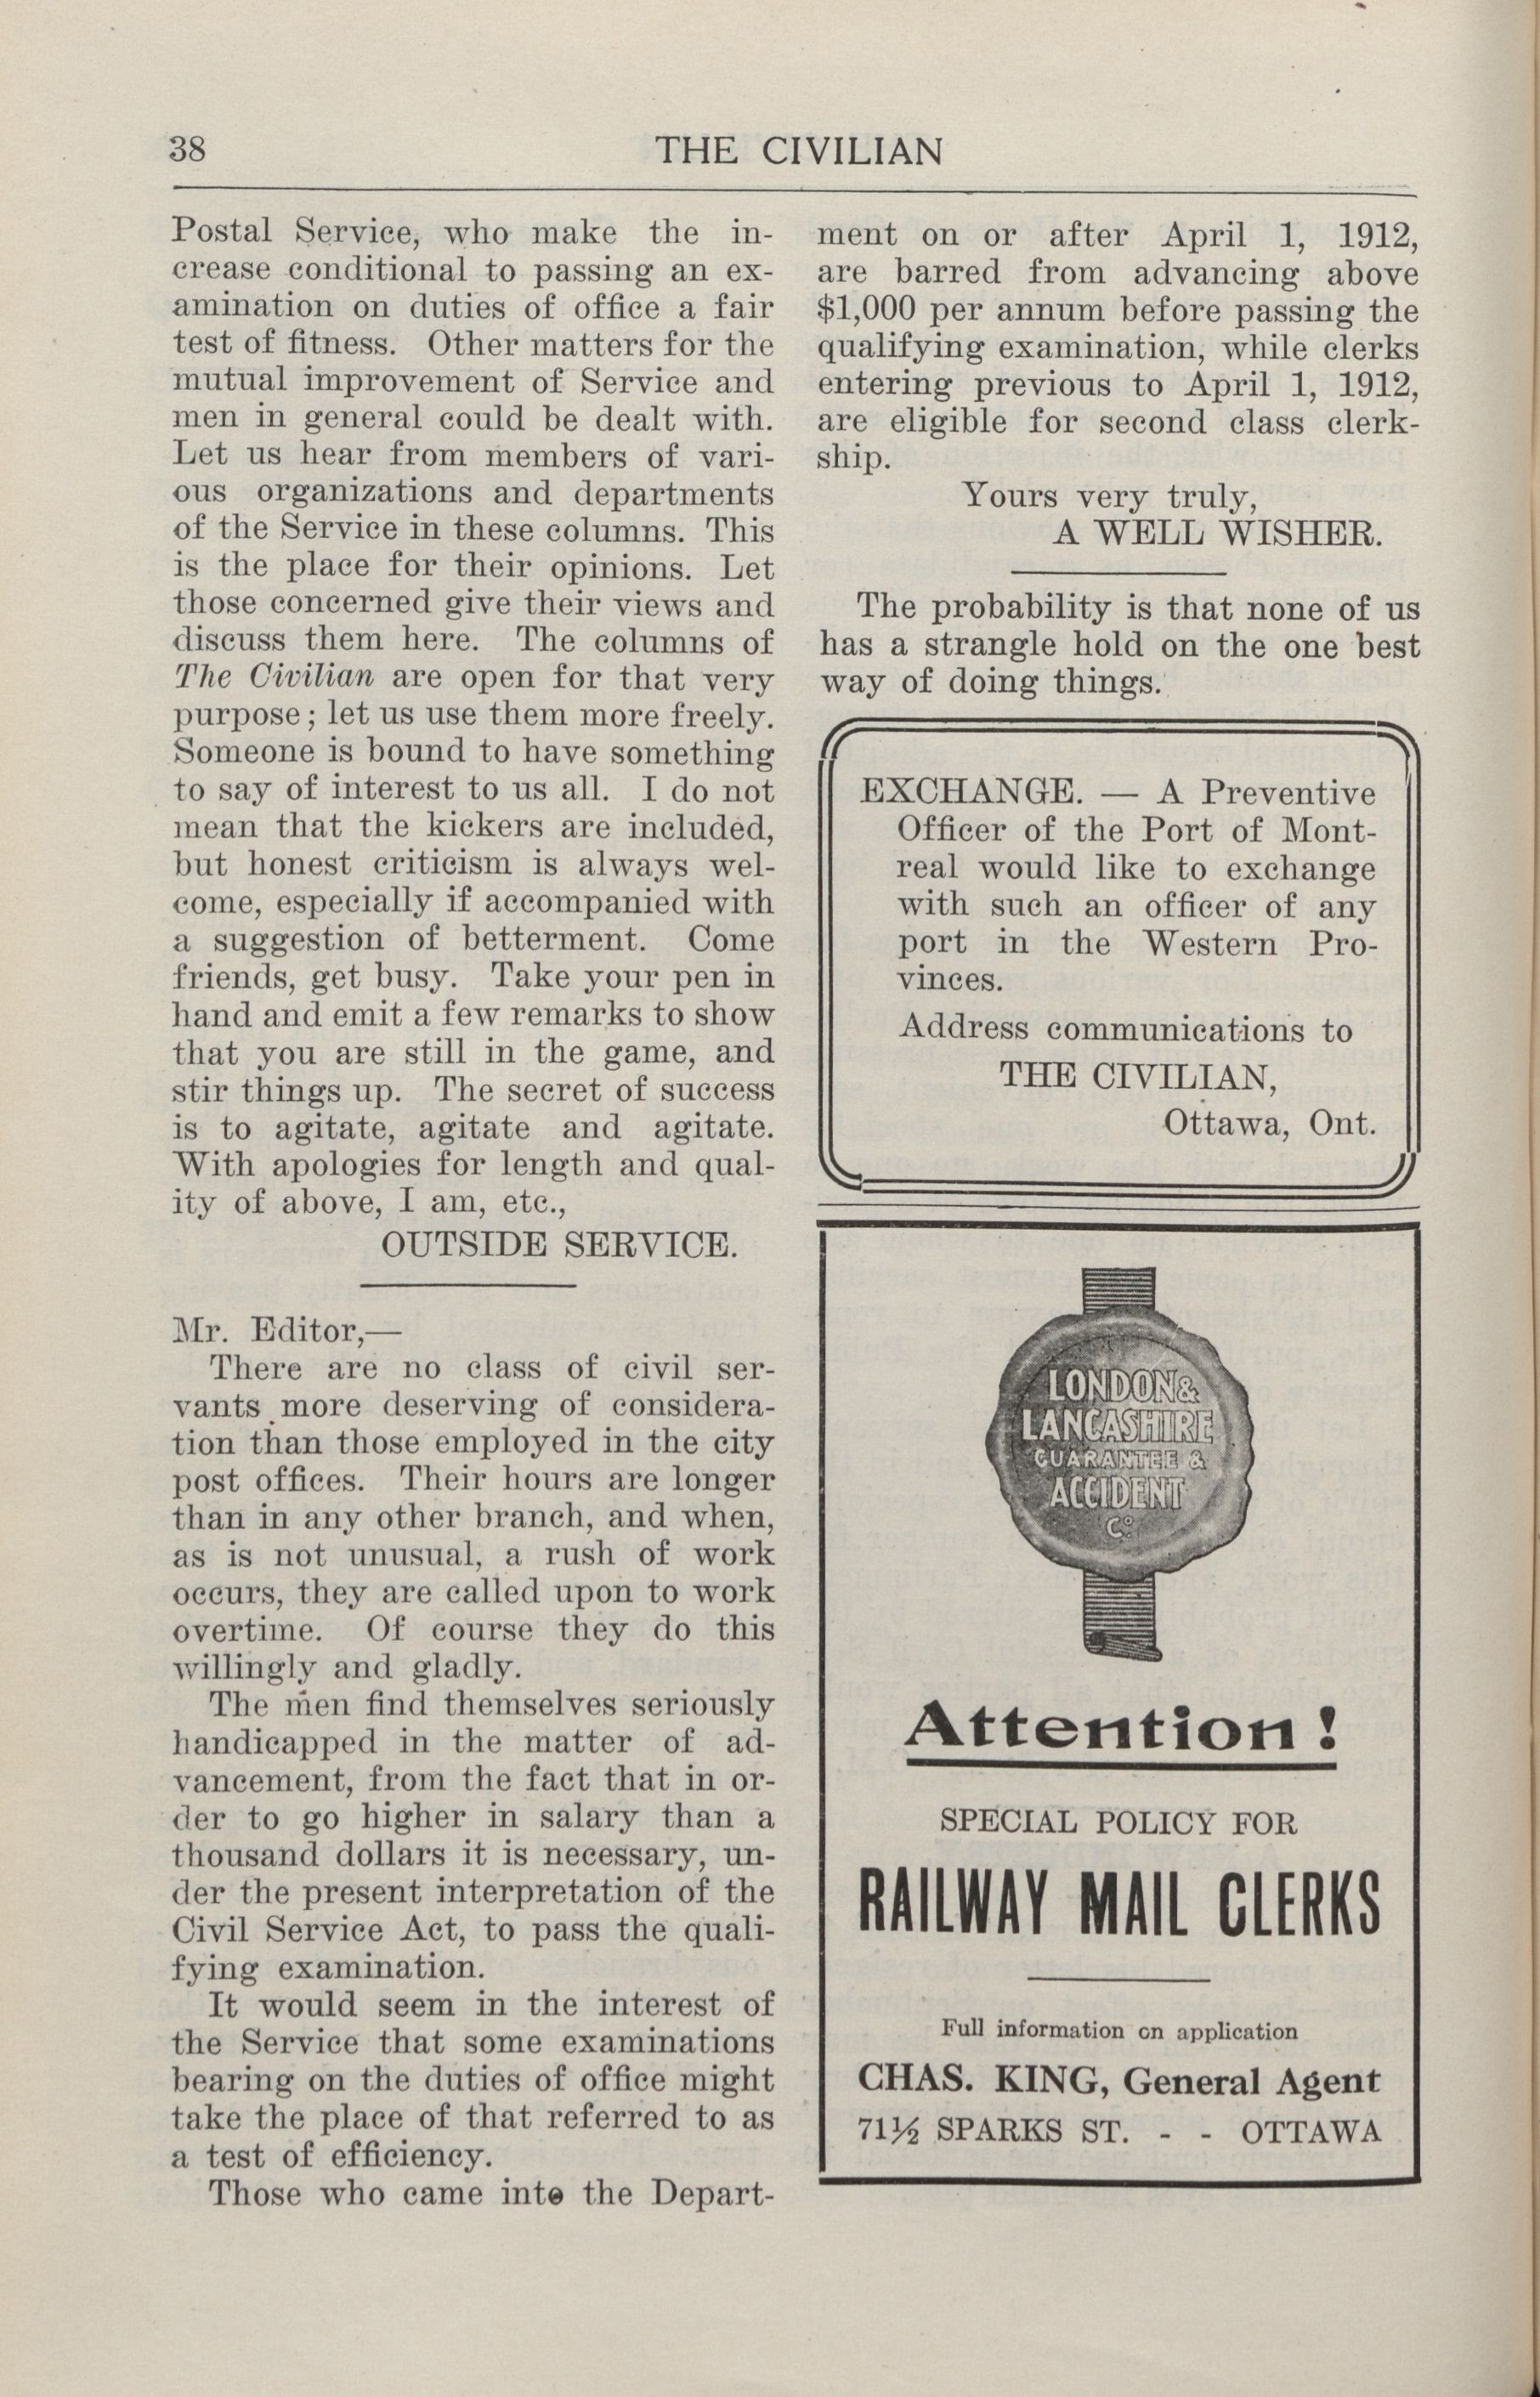 38
THE CIVILIAN
Postal Service, who make the in-
crease conditional to passing an ex-
amination on duties of office a fair
test of fitness. Other matters for the
mutual improvement of Service and
men in general could be dealt with.
Let us hear from members of vari-
ous organizations and departments
of the Service in these columns. This
is the place for their opinions. Let
those concerned give their views and
discuss them here. The columns of
The Civilian are open for that very
purpose; let us use them more freely.
Someone is bound to have something
to say of interest to us all. I do not
mean that the kickers are included,
but honest criticism is always wel-
come, especially if accompanied with
a suggestion of betterment. Come
friends, get busy. Take your pen in
hand and emit a few remarks to show
that you are still in the game, and
stir things up. The secret of success
is to agitate, agitate and agitate.
With apologies for length and qual-
ity of above, I am, etc.,
OUTSIDE SERVICE.
Mr. Editor,—
There are no class of civil ser-
vants more deserving of considera-
tion than those employed in the city
post offices. Their hours are longer
than in any other branch, and when,
as is not unusual, a rush of work
occurs, they are called upon to work
overtime. Of course they do this
willingly and gladly.
The men find themselves seriously
handicapped in the matter of ad-
vancement, from the fact that in or-
der to go higher in salary than a
thousand dollars it is necessary, un-
der the present interpretation of the
Civil Service Act, to pass the quali-
fying examination.
It would seem in the interest of
the Service that some examinations
bearing on the duties of office might
take the place of that referred to as
a test of efficiency.
Those who came into the Depart-
ment on or after April 1, 1912,
are barred from advancing above
$1,000 per annum before passing the
qualifying examination, while clerks
entering previous to April 1, 1912,
are eligible for second class clerk-
ship.
Yours very truly,
A WELL WISHER.
The probability is that none of us
has a strangle hold on the one best
way of doing things.
EXCHANGE. — A Preventive
Officer of the Port of Mont-
real would like to exchange
with such an officer of any
port in the Western Pro-
vinces.
Address communications to
THE CIVILIAN,
Ottawa, Ont.
LONDON &
LANCASHIRE
GUARANTEE &
ACCIDENT
Co
Attention!
SPECIAL POLICY FOR
RAILWAY MAIL CLERKS
Full information on application
CHAS. KING, General Agent
71½ SPARKS ST. - - OTTAWA